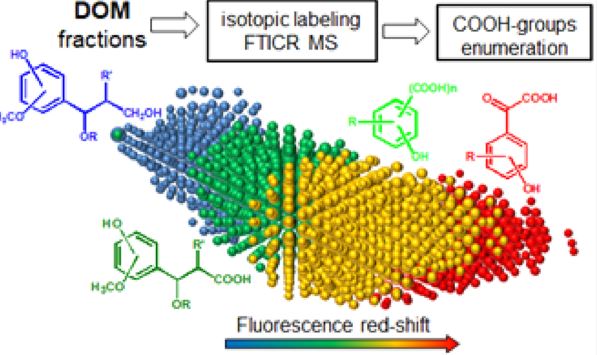 DOM
fractions
isotopic labeling
FTICR MS
COOH-groups
enumeration
HO
R'
H₃CO
CH₂OH
OR
(COOH)n
R
OH
O
COOH
R
OH
HO
R'
COOH
H₃CO
OR
Fluorescence red-shift